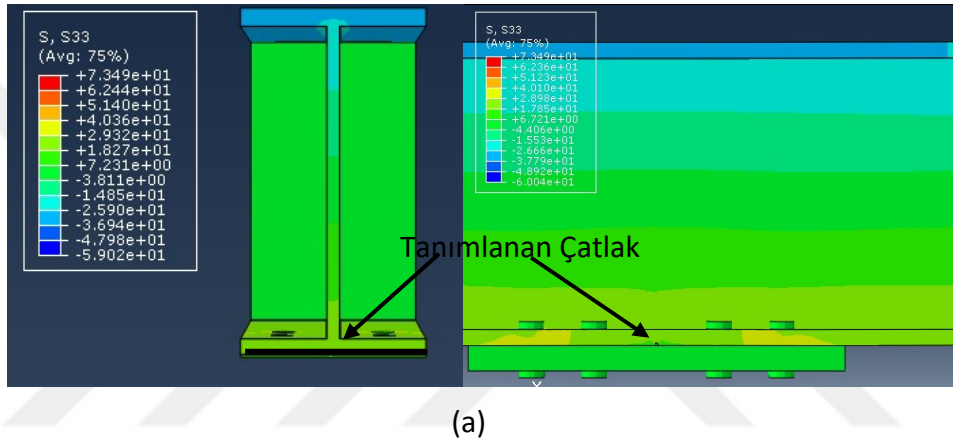 S, S33
(Avg: 75%)
+7.349e+01
+6.244e+01
+5.140e+01
+4.036e+01
+2.932e+01
+1.827e+01
+7.231e+00
-3.811e+00
-1.485e+01
-2.590e+01
-3.694e+01
-4.798e+01
-5.902e+01
S, S33
(Avg: 75%)
+7.349e+01
+6.236e+01
+5.123e+01
+4.010e+01
+2.898e+01
+1.785e+01
+6.721e+00
-4.406e+00
-1.553e+01
-2.666e+01
-3.779e+01
-4.892e+01
-6.004e+01
Tanımlanan Çatlak
(a)